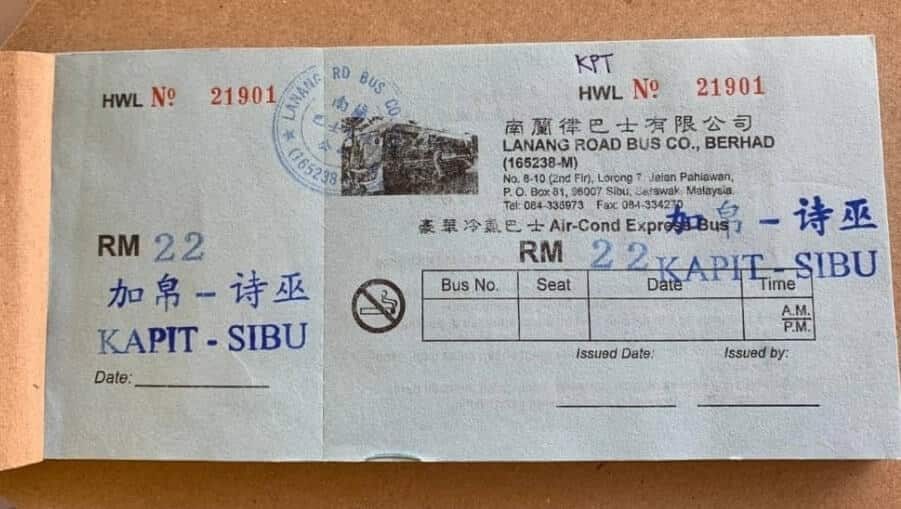 HWL Nº 21901
LANANG RD BUS CO
南蘭
巴士
(165238
RM 22
加帛 - 诗巫
KAPIT - SIBU
Date:
KPT
HWL Nº 21901
南蘭律巴士有限公司
LANANG ROAD BUS CO., BERHAD
(165238-M)
No. 8-10 (2nd Flr), Lorong 7, Jalan Pahlawan,
P. O. Box 81, 96007 Sibu, Sarawak, Malaysia.
Tel: 084-335973 Fax: 084-334270
豪華冷氣巴士 Air-Cond Express Bus
加帛 - 诗巫
RM 22
KAPIT - SIBU
Bus No. Seat Date Time
A.M.
P.M.
Issued Date: Issued by: